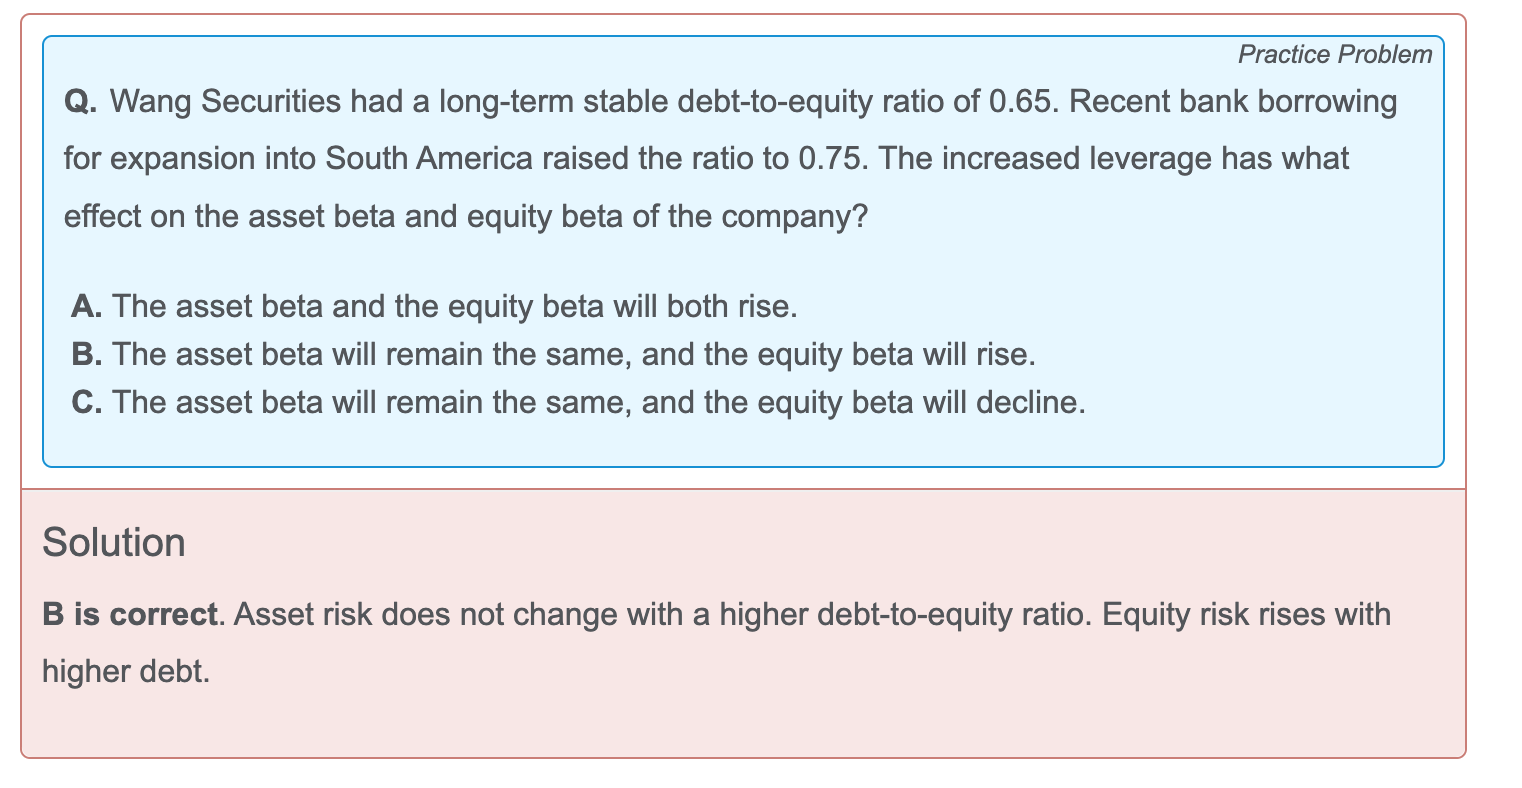 Practice Problem
Q. Wang Securities had a long-term stable debt-to-equity ratio of 0.65. Recent bank borrowing
for expansion into South America raised the ratio to 0.75. The increased leverage has what
effect on the asset beta and equity beta of the company?
A. The asset beta and the equity beta will both rise.
B. The asset beta will remain the same, and the equity beta will rise.
C. The asset beta will remain the same, and the equity beta will decline.
Solution
B is correct. Asset risk does not change with a higher debt-to-equity ratio. Equity risk rises with
higher debt.